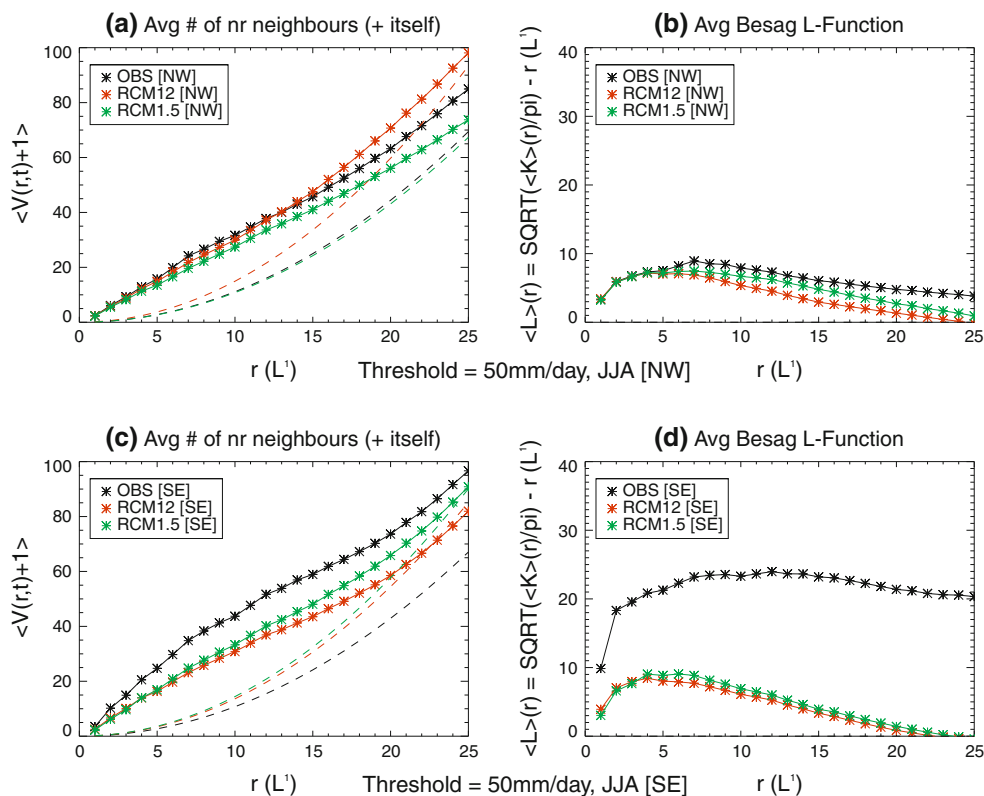 (a) Avg # of nr neighbours (+ itself)
100
80
60
40
20
0
<V(r,t)+1>
OBS [NW]
RCM12 [NW]
RCM1.5 [NW]
0 5 10 15 20 25
r (L¹)
(b) Avg Besag L-Function
40
30
20
10
0
<L>(r) = SQRT(<K>(r)/pi) - r (L¹)
OBS [NW]
RCM12 [NW]
RCM1.5 [NW]
0 5 10 15 20 25
r (L¹)
Threshold = 50mm/day, JJA [NW]
(c) Avg # of nr neighbours (+ itself)
100
80
60
40
20
0
<V(r,t)+1>
OBS [SE]
RCM12 [SE]
RCM1.5 [SE]
0 5 10 15 20 25
r (L¹)
(d) Avg Besag L-Function
40
30
20
10
0
<L>(r) = SQRT(<K>(r)/pi) - r (L¹)
OBS [SE]
RCM12 [SE]
RCM1.5 [SE]
0 5 10 15 20 25
r (L¹)
Threshold = 50mm/day, JJA [SE]